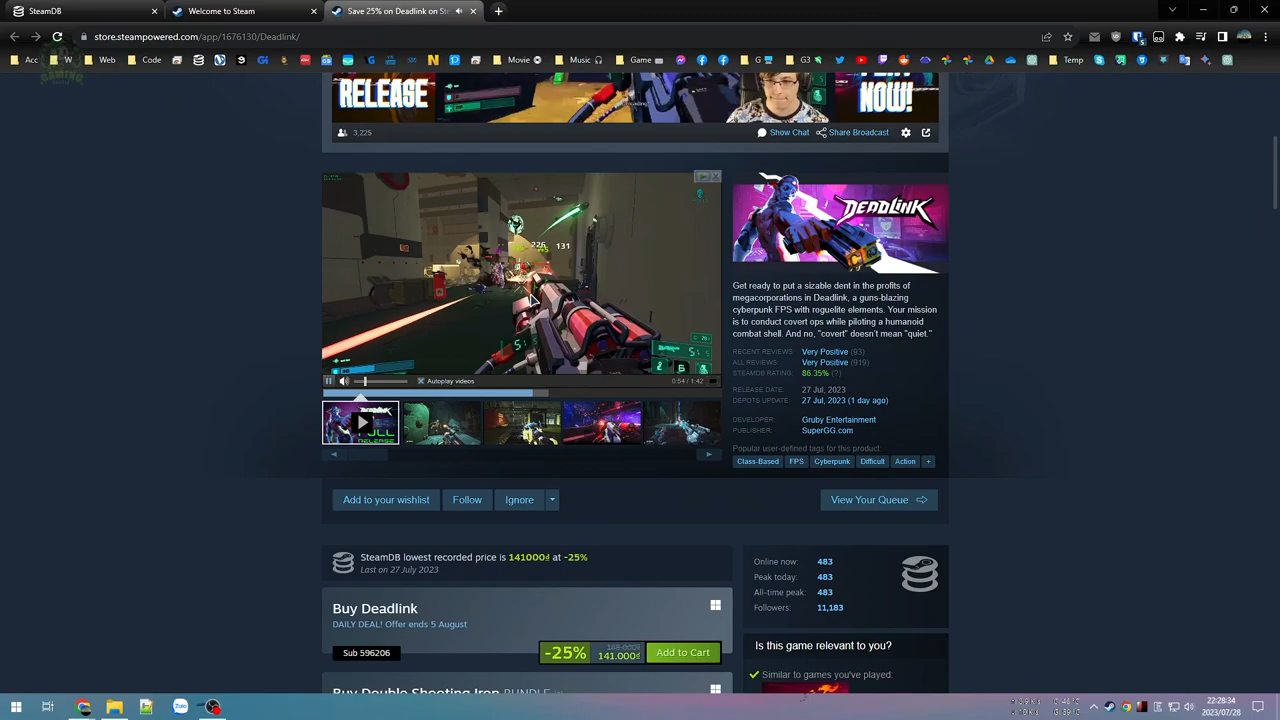 SteamDB
Welcome to Steam
Save 25% on Deadlink on St
store.steampowered.com/app/1676130/Deadlink/
Acc
Web
Code
Movie
Music
Game
G
G3
Temp
RELEASE
NOW!
3,225
Show Chat
Share Broadcast
226
131
Autoplay videos
0:54 / 1:42
DEADLINK
Get ready to put a sizable dent in the profits of
megacorporations in Deadlink, a guns-blazing
cyberpunk FPS with roguelite elements. Your mission
is to conduct covert ops while piloting a humanoid
combat shell. And no, "covert" doesn't mean "quiet."
RECENT REVIEWS: Very Positive (93)
ALL REVIEWS: Very Positive (919)
STEAMDB RATING: 86.35% (?)
RELEASE DATE: 27 Jul, 2023
DEPOTS UPDATE: 27 Jul, 2023 (1 day ago)
DEVELOPER: Gruby Entertainment
PUBLISHER: SuperGG.com
Popular user-defined tags for this product:
Class-Based FPS Cyberpunk Difficult Action +
Add to your wishlist
Follow
Ignore
View Your Queue
SteamDB lowest recorded price is 141000₫ at -25%
Last on 27 July 2023
Buy Deadlink
DAILY DEAL! Offer ends 5 August
Sub 596206
-25%
188.000₫
141.000₫
Add to Cart
Buy Double Shooting Iron BUNDLE (?)
Online now: 483
Peak today: 483
All-time peak: 483
Followers: 11,183
Is this game relevant to you?
Similar to games you've played:
Zalo
22:28:34
2023/07/28